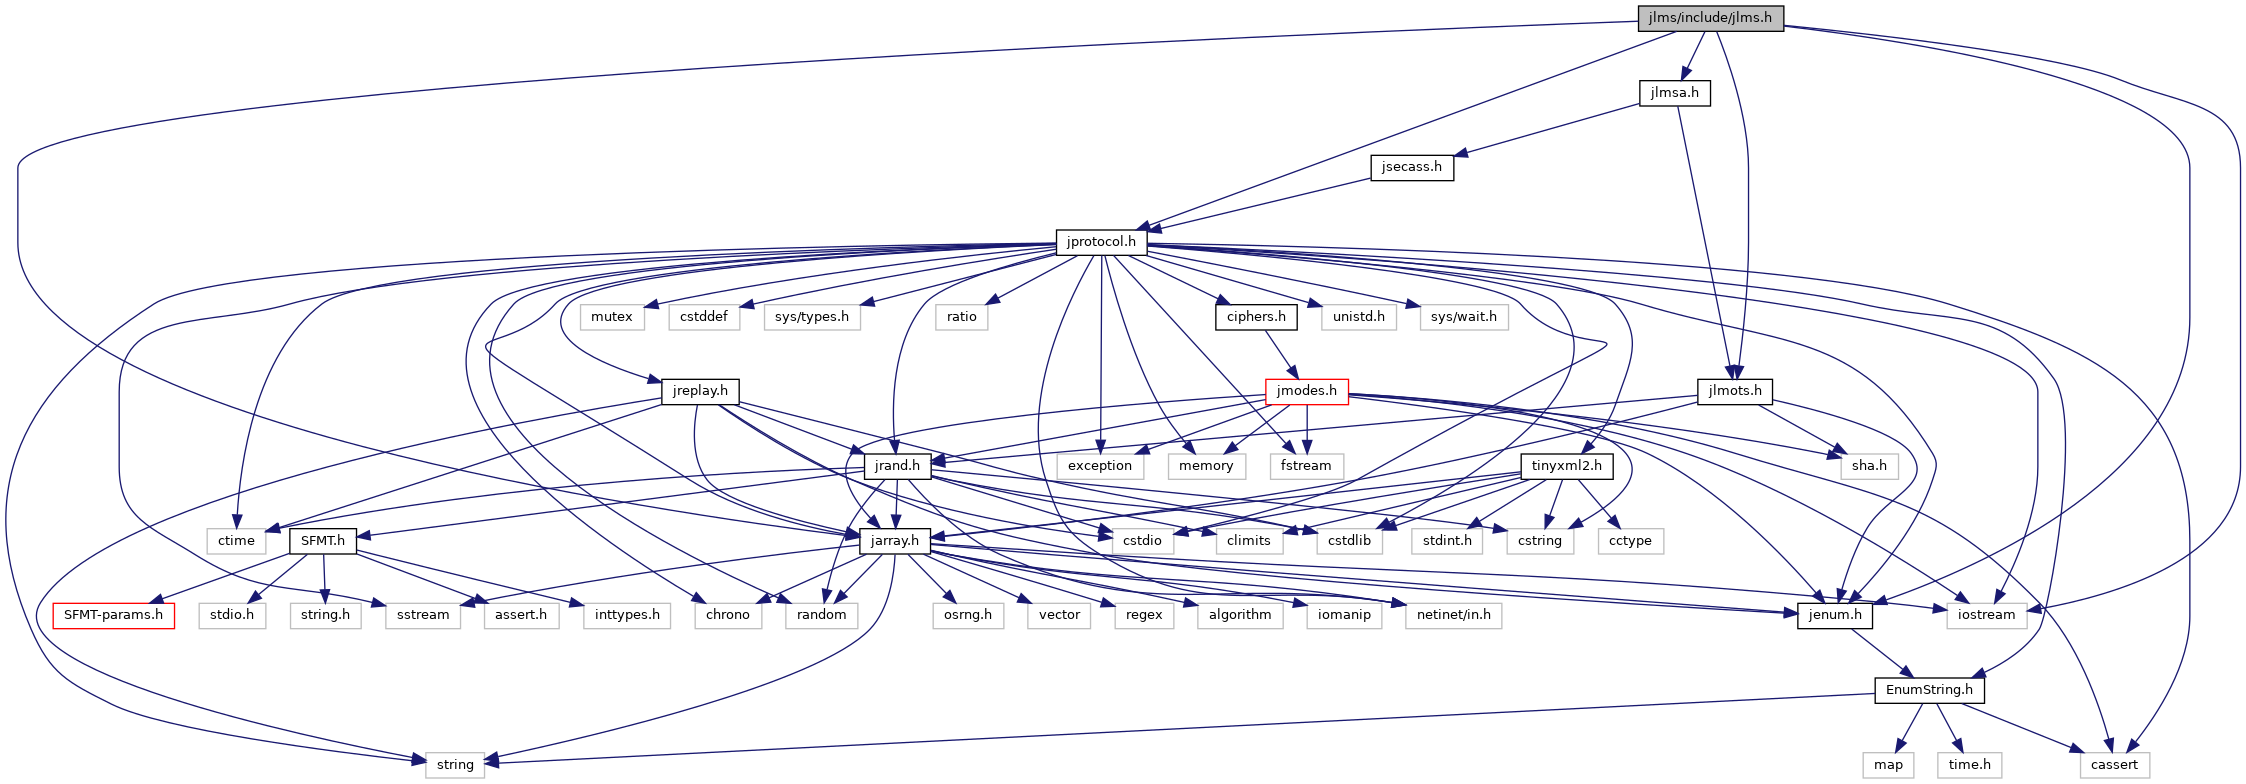 jlms/include/jlms.h
jlmsa.h
jsecass.h
jprotocol.h
mutex
cstddef
sys/types.h
ratio
ciphers.h
unistd.h
sys/wait.h
jreplay.h
jmodes.h
jlmots.h
jrand.h
exception
memory
fstream
tinyxml2.h
sha.h
ctime
SFMT.h
jarray.h
cstdio
climits
cstdlib
stdint.h
cstring
cctype
SFMT-params.h
stdio.h
string.h
sstream
assert.h
inttypes.h
chrono
random
osrng.h
vector
regex
algorithm
iomanip
netinet/in.h
jenum.h
iostream
EnumString.h
string
map
time.h
cassert